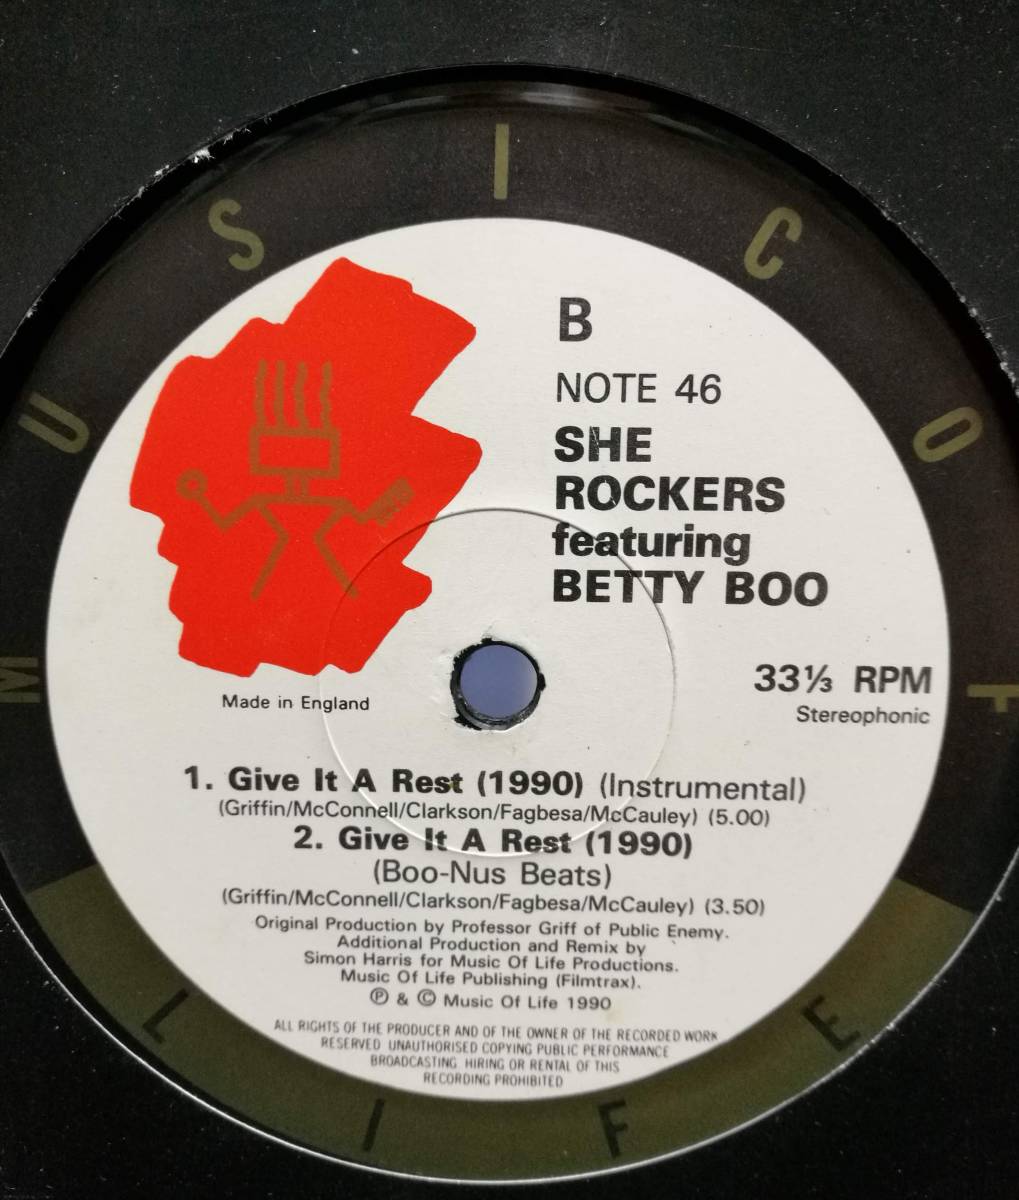 MUSIC OF LIFE
B
NOTE 46
SHE
ROCKERS
featuring
BETTY BOO
33⅓ RPM
Stereophonic
Made in England
1. Give It A Rest (1990) (Instrumental)
(Griffin/McConnell/Clarkson/Fagbesa/McCauley) (5.00)
2. Give It A Rest (1990)
(Boo-Nus Beats)
(Griffin/McConnell/Clarkson/Fagbesa/McCauley) (3.50)
Original Production by Professor Griff of Public Enemy.
Additional Production and Remix by
Simon Harris for Music Of Life Productions.
Music Of Life Publishing (Filmtrax).
℗ & © Music Of Life 1990
ALL RIGHTS OF THE PRODUCER AND OF THE OWNER OF THE RECORDED WORK
RESERVED UNAUTHORISED COPYING PUBLIC PERFORMANCE
BROADCASTING HIRING OR RENTAL OF THIS
RECORDING PROHIBITED